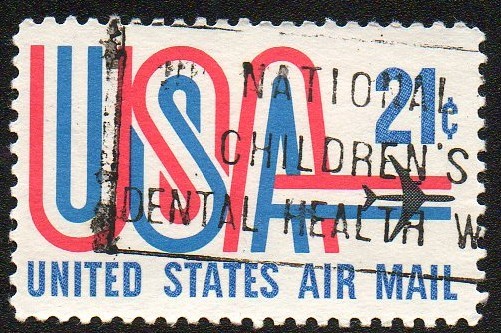 USA
21¢
NATIONAL
CHILDREN'S
DENTAL HEALTH W
UNITED STATES AIR MAIL